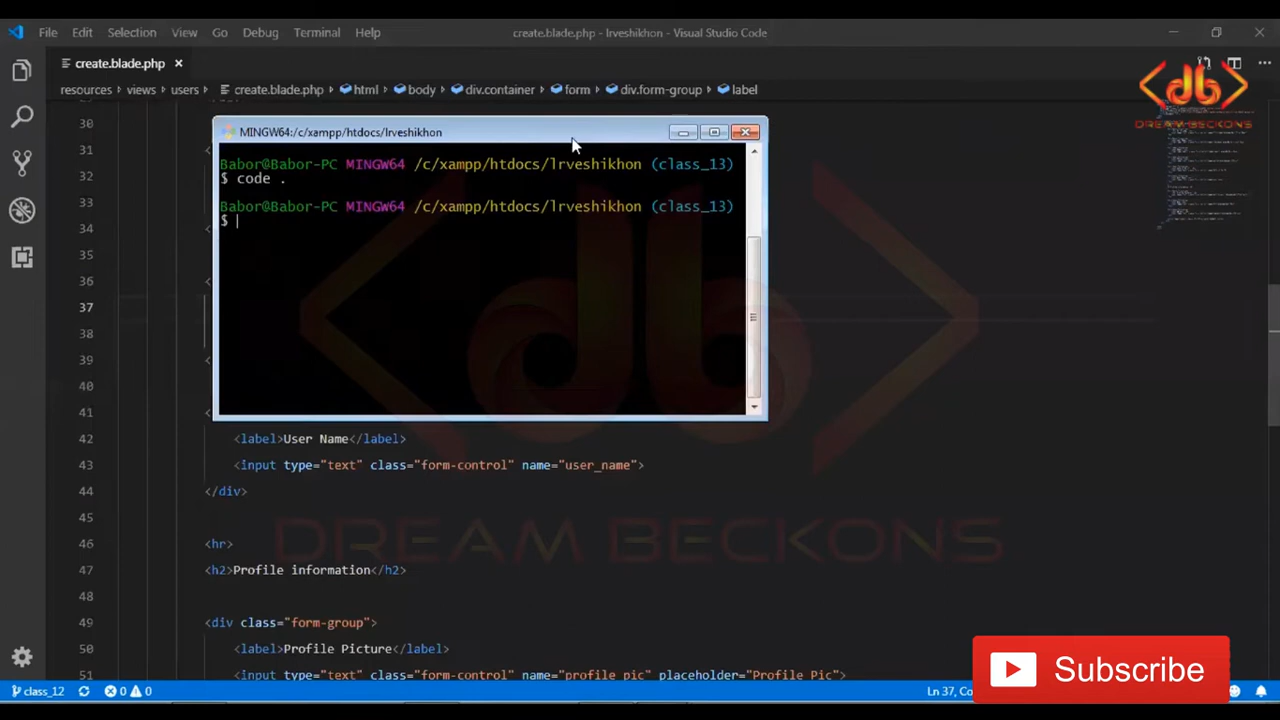 File Edit Selection View Go Debug Terminal Help
create.blade.php - lrveshikhon - Visual Studio Code
create.blade.php ×
resources › views › users › create.blade.php › html › body › div.container › form › div.form-group › label
db
DREAM BECKONS
MINGW64:/c/xampp/htdocs/lrveshikhon
Babor@Babor-PC MINGW64 /c/xampp/htdocs/lrveshikhon (class_13)
$ code .
Babor@Babor-PC MINGW64 /c/xampp/htdocs/lrveshikhon (class_13)
$
30
31
32
33
34
35
36 <
37
38
39 <
40
41 <
42 <label>User Name</label>
43 <input type="text" class="form-control" name="user_name">
44 </div>
45
46 <hr>
47 <h2>Profile information</h2>
48
49 <div class="form-group">
50 <label>Profile Picture</label>
51 <input type="text" class="form-control" name="profile_pic" placeholder="Profile Pic">
DREAM BECKONS
Subscribe
class_12 0 0
Ln 37,